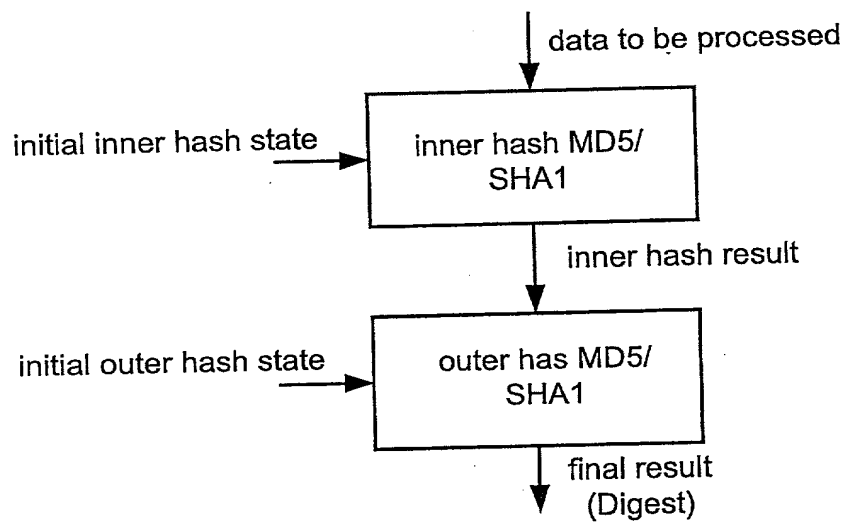 data to be processed
initial inner hash state
inner hash MD5/
SHA1
inner hash result
initial outer hash state
outer has MD5/
SHA1
final result
(Digest)